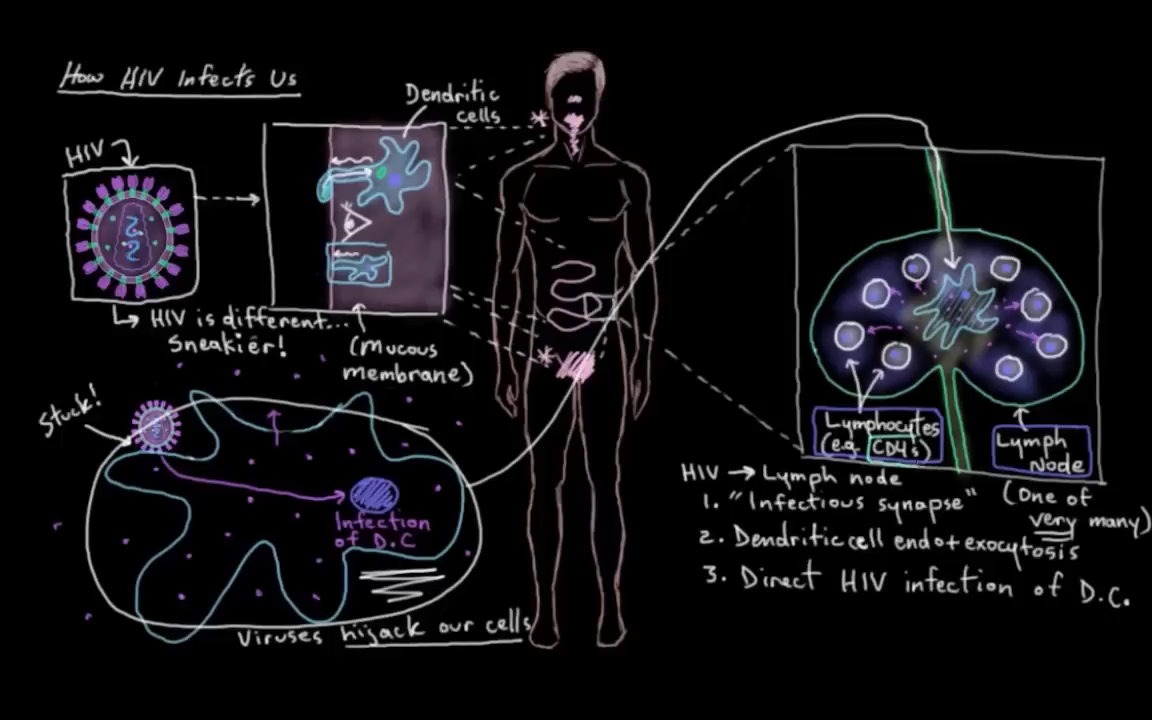 How HIV Infects Us
HIV
Dendritic
cells
HIV is different...
Sneakier!
(Mucous
membrane)
Stuck!
Infection
of D.C
Viruses hijack our cells
Lymphocytes
(e.g. CD4's)
Lymph
Node
(One of
very many)
HIV → Lymph node
1. "Infectious synapse"
2. Dendritic cell endo + exocytosis
3. Direct HIV infection of D.C.